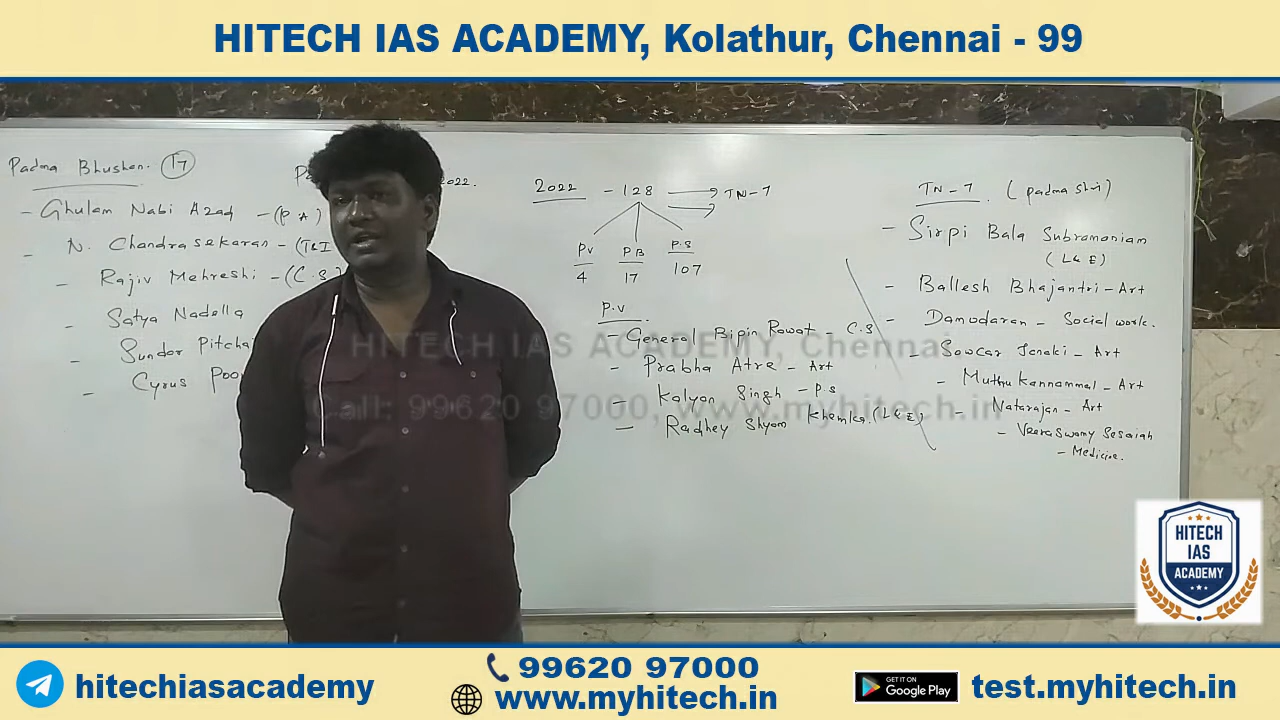 HITECH IAS ACADEMY, Kolathur, Chennai - 99
Padma Bhushan. 17
- Ghulam Nabi Azad - (P A)
- N. Chandrasekaran - (T & I
- Rajiv Mehreshi - (C.S)
- Satya Nadella
- Sundar Pitchai
- Cyrus Poon
Pa
2022.
2022 - 128 TN-7
PV PB P.S
4 17 107
P.V
- General Bipin Rawat - C.S
- Prabha Atre - Art
- Kalyan Singh - P.S
- Radhey Shyam Khemka. (L & E)
TN - 7 (padma shri)
- Sirpi Bala Subramaniam
(L & E)
- Ballesh Bhajantri - Art
- Damodaran - Social work.
- Sowcar Janaki - Art
- Muthu Kannammal - Art
- Natarajan - Art
- Veeraswamy Sesaiah
- Medicine.
HITECH IAS ACADEMY, Chennai
Call: 99620 97000, www.myhitech.in
HITECH
IAS
ACADEMY
hitechiasacademy
99620 97000
www.myhitech.in
GET IT ON
Google Play
test.myhitech.in